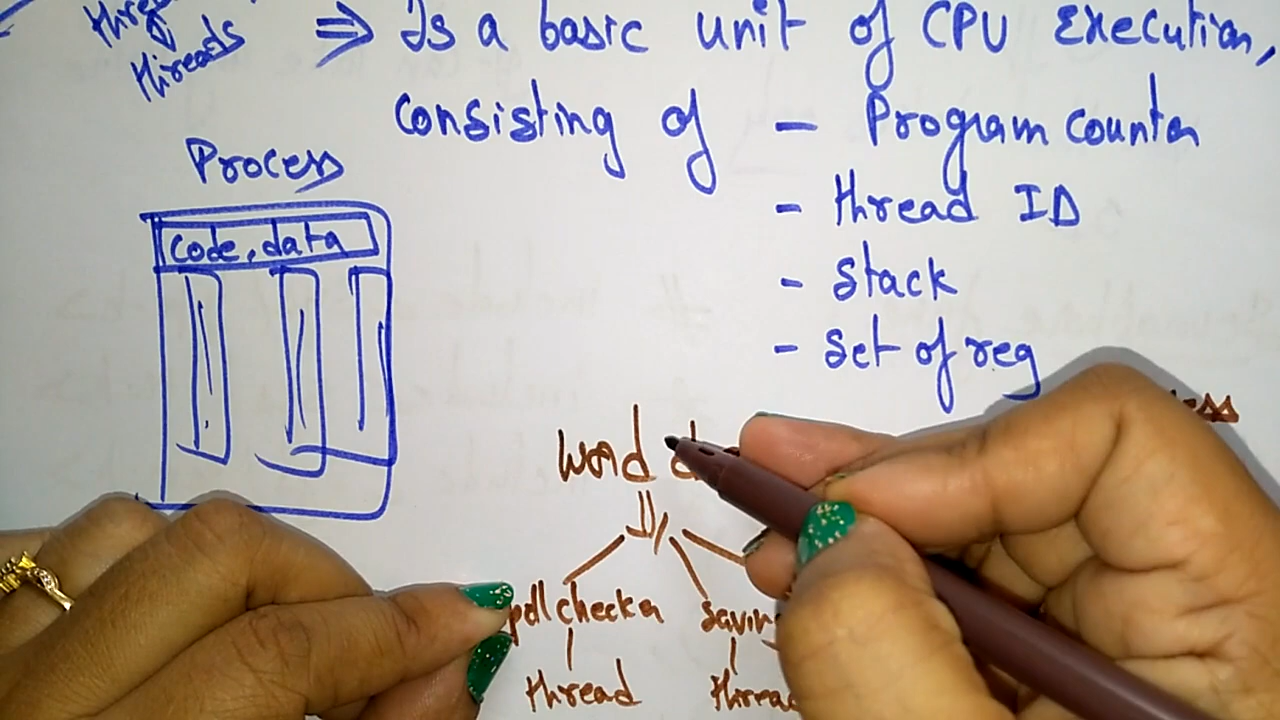 threads ⇒ Is a basic unit of CPU Execution,
consisting of - Program counter
- thread ID
- stack
- set of reg
Process
code, data
word
spell checker
thread